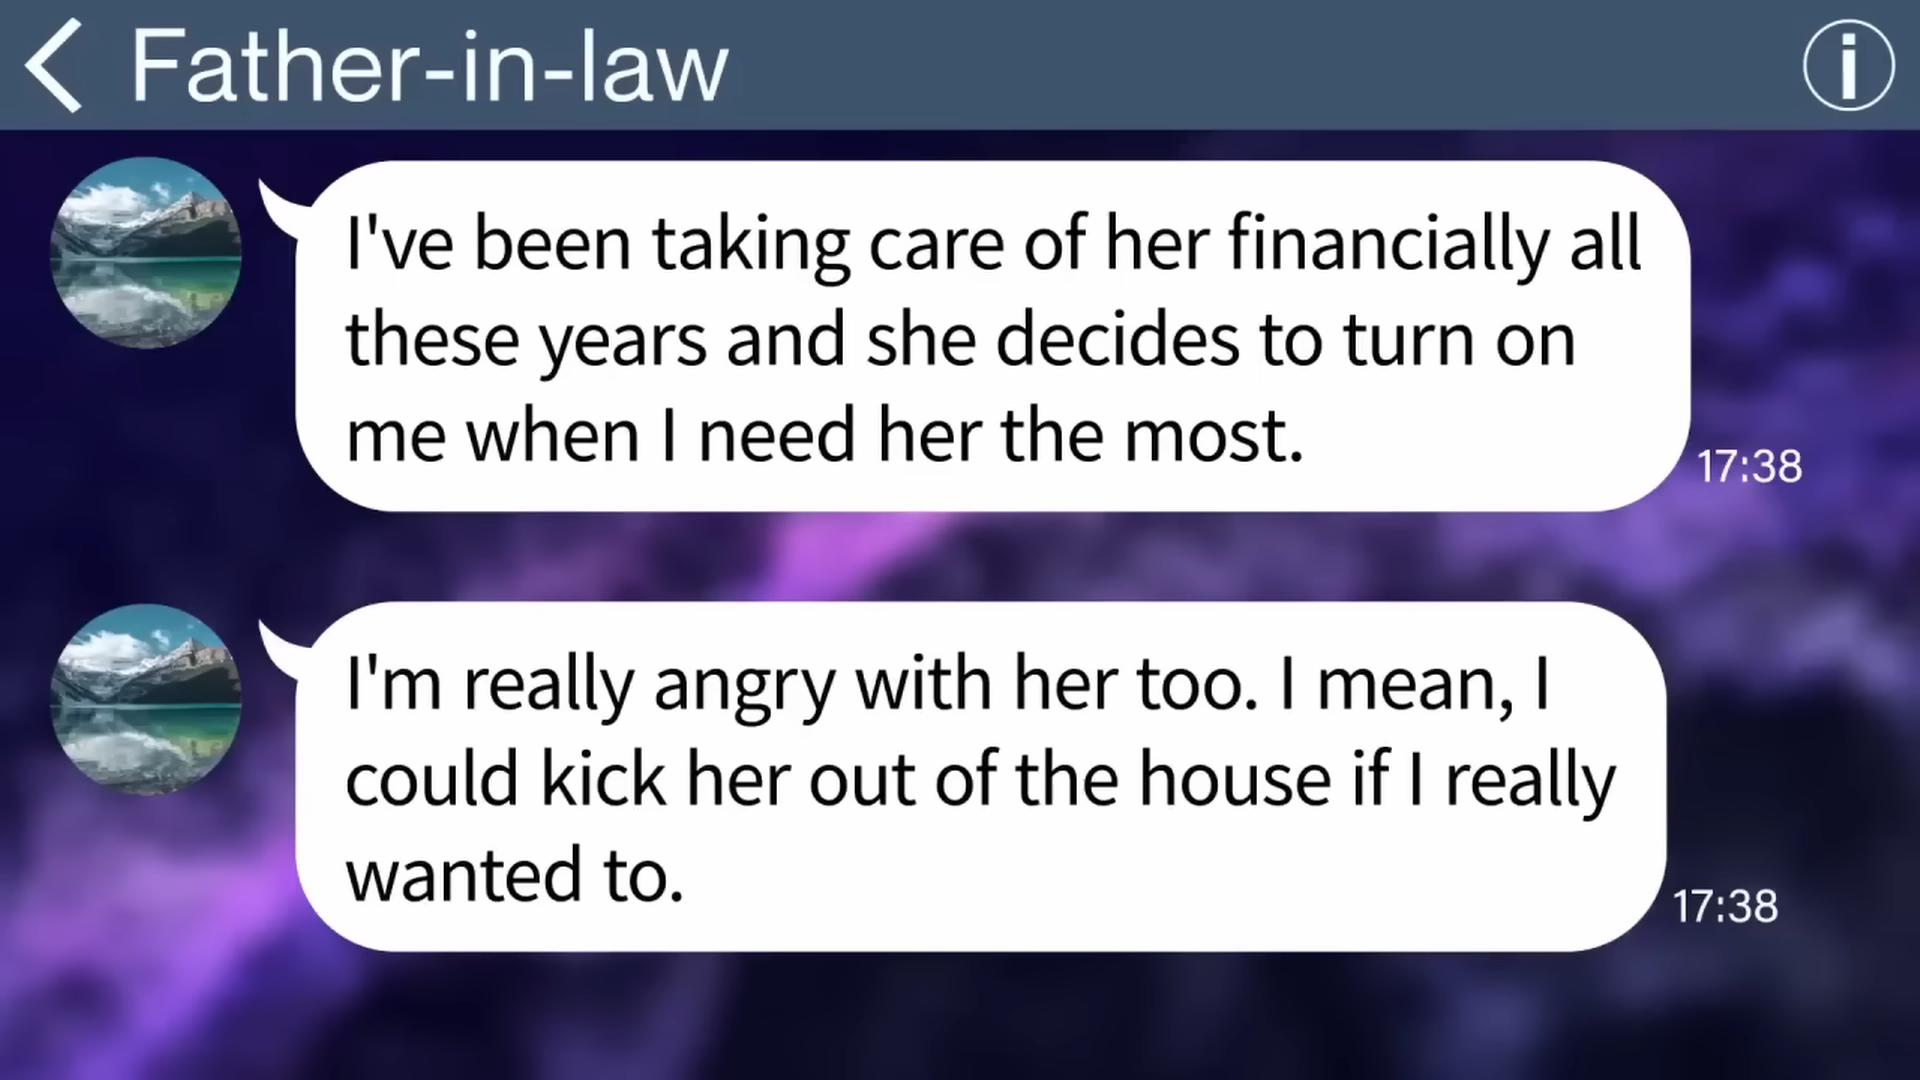 Father-in-law
I've been taking care of her financially all
these years and she decides to turn on
me when I need her the most.
17:38
I'm really angry with her too. I mean, I
could kick her out of the house if I really
wanted to.
17:38